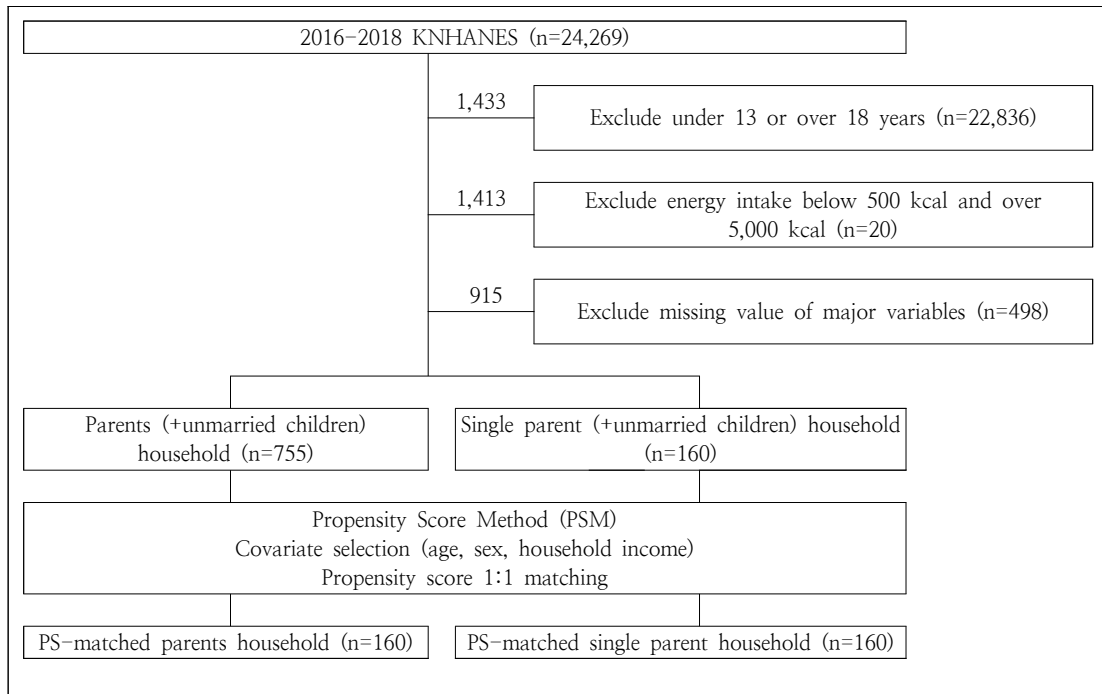 2016-2018 KNHANES (n=24,269)
1,433
Exclude under 13 or over 18 years (n=22,836)
1,413
Exclude energy intake below 500 kcal and over
5,000 kcal (n=20)
915
Exclude missing value of major variables (n=498)
Parents (+unmarried children)
household (n=755)
Single parent (+unmarried children) household
(n=160)
Propensity Score Method (PSM)
Covariate selection (age, sex, household income)
Propensity score 1:1 matching
PS-matched parents household (n=160)
PS-matched single parent household (n=160)